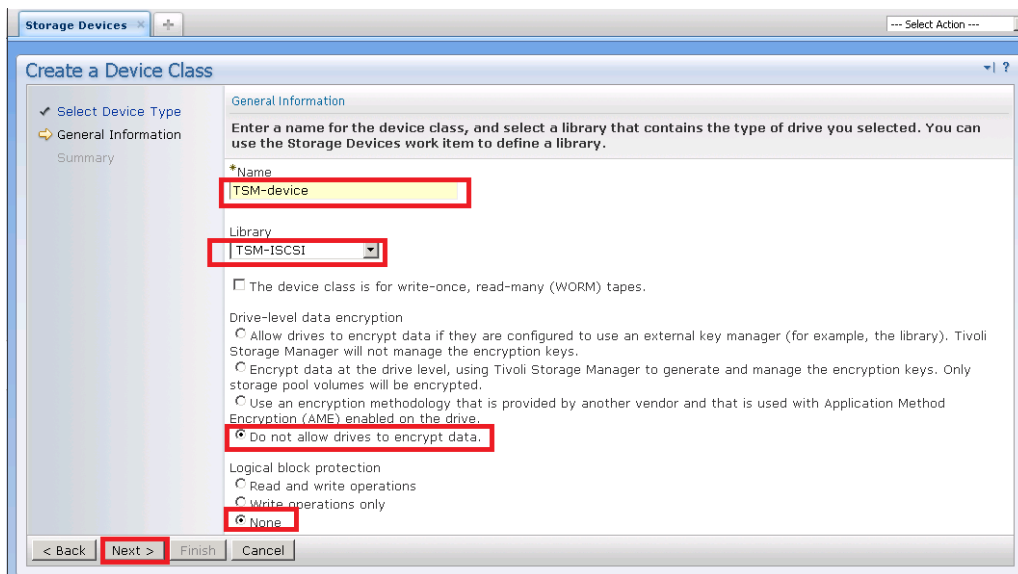 Storage Devices
--- Select Action ---
Create a Device Class
?
Select Device Type
General Information
Summary
General Information
Enter a name for the device class, and select a library that contains the type of drive you selected. You can
use the Storage Devices work item to define a library.
*Name
TSM-device
Library
TSM-ISCSI
The device class is for write-once, read-many (WORM) tapes.
Drive-level data encryption
Allow drives to encrypt data if they are configured to use an external key manager (for example, the library). Tivoli
Storage Manager will not manage the encryption keys.
Encrypt data at the drive level, using Tivoli Storage Manager to generate and manage the encryption keys. Only
storage pool volumes will be encrypted.
Use an encryption methodology that is provided by another vendor and that is used with Application Method
Encryption (AME) enabled on the drive.
Do not allow drives to encrypt data.
Logical block protection
Read and write operations
Write operations only
None
< Back
Next >
Finish
Cancel